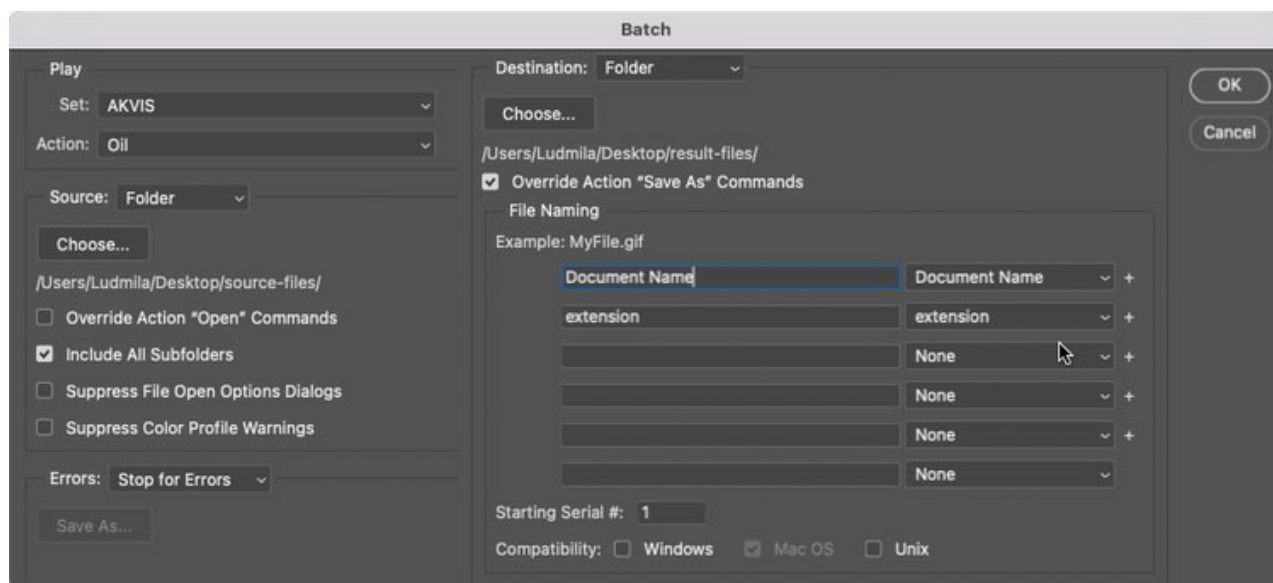 Batch
Play
Set: AKVIS
Action: Oil
Source: Folder
Choose...
/Users/Ludmila/Desktop/source-files/
Override Action "Open" Commands
Include All Subfolders
Suppress File Open Options Dialogs
Suppress Color Profile Warnings
Errors: Stop for Errors
Save As...
Destination: Folder
Choose...
/Users/Ludmila/Desktop/result-files/
Override Action "Save As" Commands
File Naming
Example: MyFile.gif
Document Name Document Name +
extension extension +
None +
None +
None +
None
Starting Serial #: 1
Compatibility: Windows Mac OS Unix
OK
Cancel